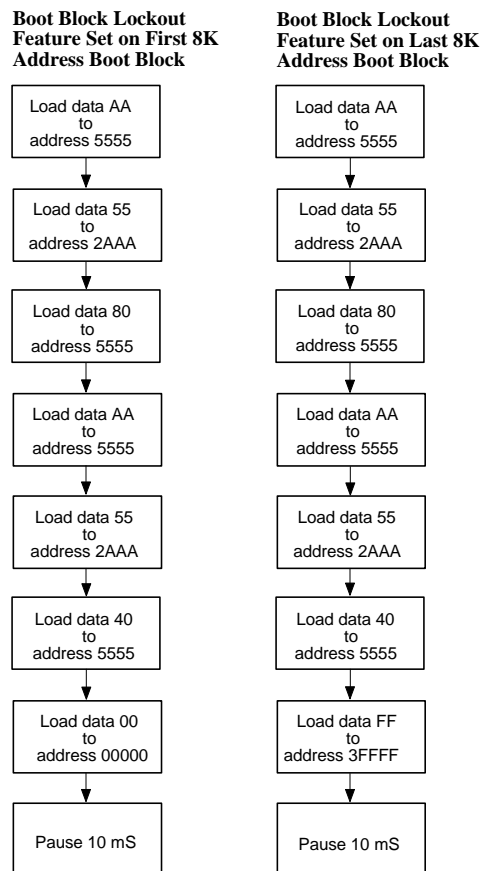 Boot Block Lockout
Feature Set on First 8K
Address Boot Block
Load data AA
to
address 5555
Load data 55
to
address 2AAA
Load data 80
to
address 5555
Load data AA
to
address 5555
Load data 55
to
address 2AAA
Load data 40
to
address 5555
Load data 00
to
address 00000
Pause 10 mS
Boot Block Lockout
Feature Set on Last 8K
Address Boot Block
Load data AA
to
address 5555
Load data 55
to
address 2AAA
Load data 80
to
address 5555
Load data AA
to
address 5555
Load data 55
to
address 2AAA
Load data 40
to
address 5555
Load data FF
to
address 3FFFF
Pause 10 mS